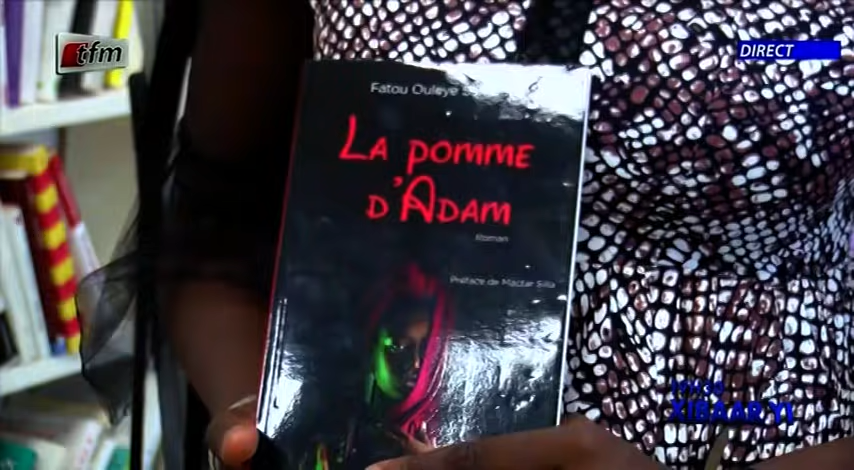 tfm
DIRECT
Fatou Ouleye
LA POMME
D'ADAM
Roman
Préface de Mactar Silla
XIBAAR YI